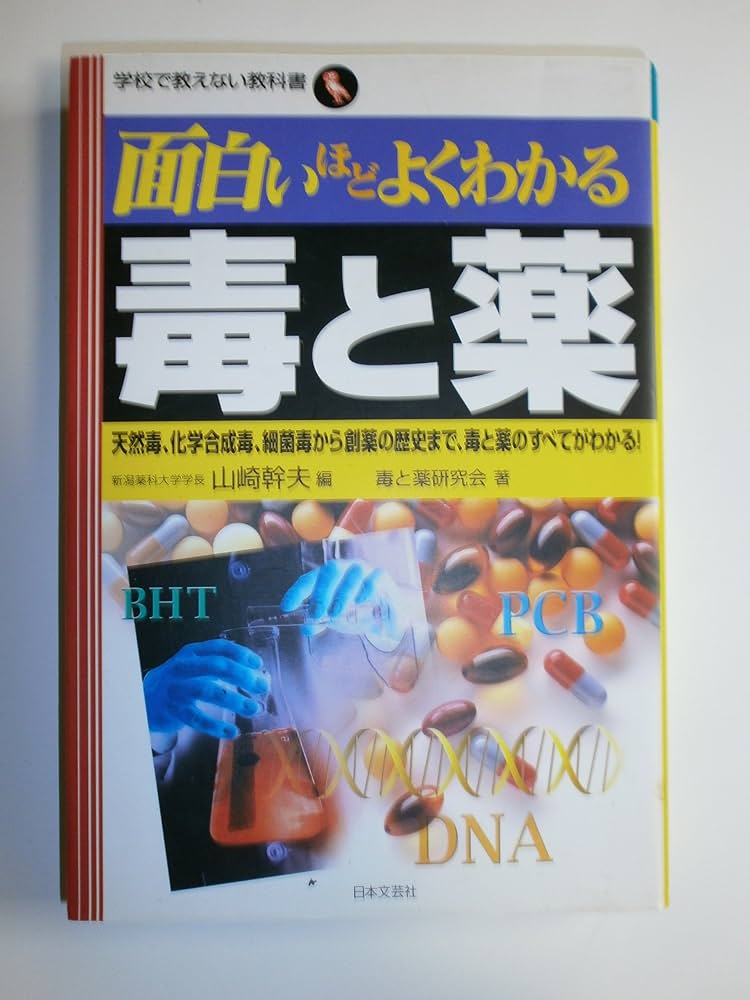 学校で教えない教科書
面白いほどよくわかる
毒と薬
天然毒、化学合成毒、細菌毒から創薬の歴史まで、毒と薬のすべてがわかる!
新潟薬科大学学長 山崎幹夫 編 毒と薬研究会 著
BHT
PCB
DNA
日本文芸社